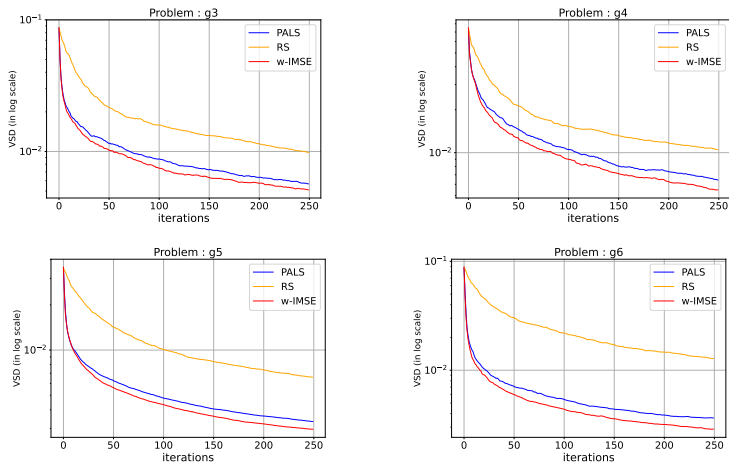 Problem : g3
VSD (in log scale)
10⁻¹
10⁻²
0 50 100 150 200 250
iterations
PALS
RS
w-IMSE
Problem : g4
VSD (in log scale)
10⁻²
0 50 100 150 200 250
iterations
PALS
RS
w-IMSE
Problem : g5
VSD (in log scale)
10⁻²
0 50 100 150 200 250
iterations
PALS
RS
w-IMSE
Problem : g6
VSD (in log scale)
10⁻¹
10⁻²
0 50 100 150 200 250
iterations
PALS
RS
w-IMSE